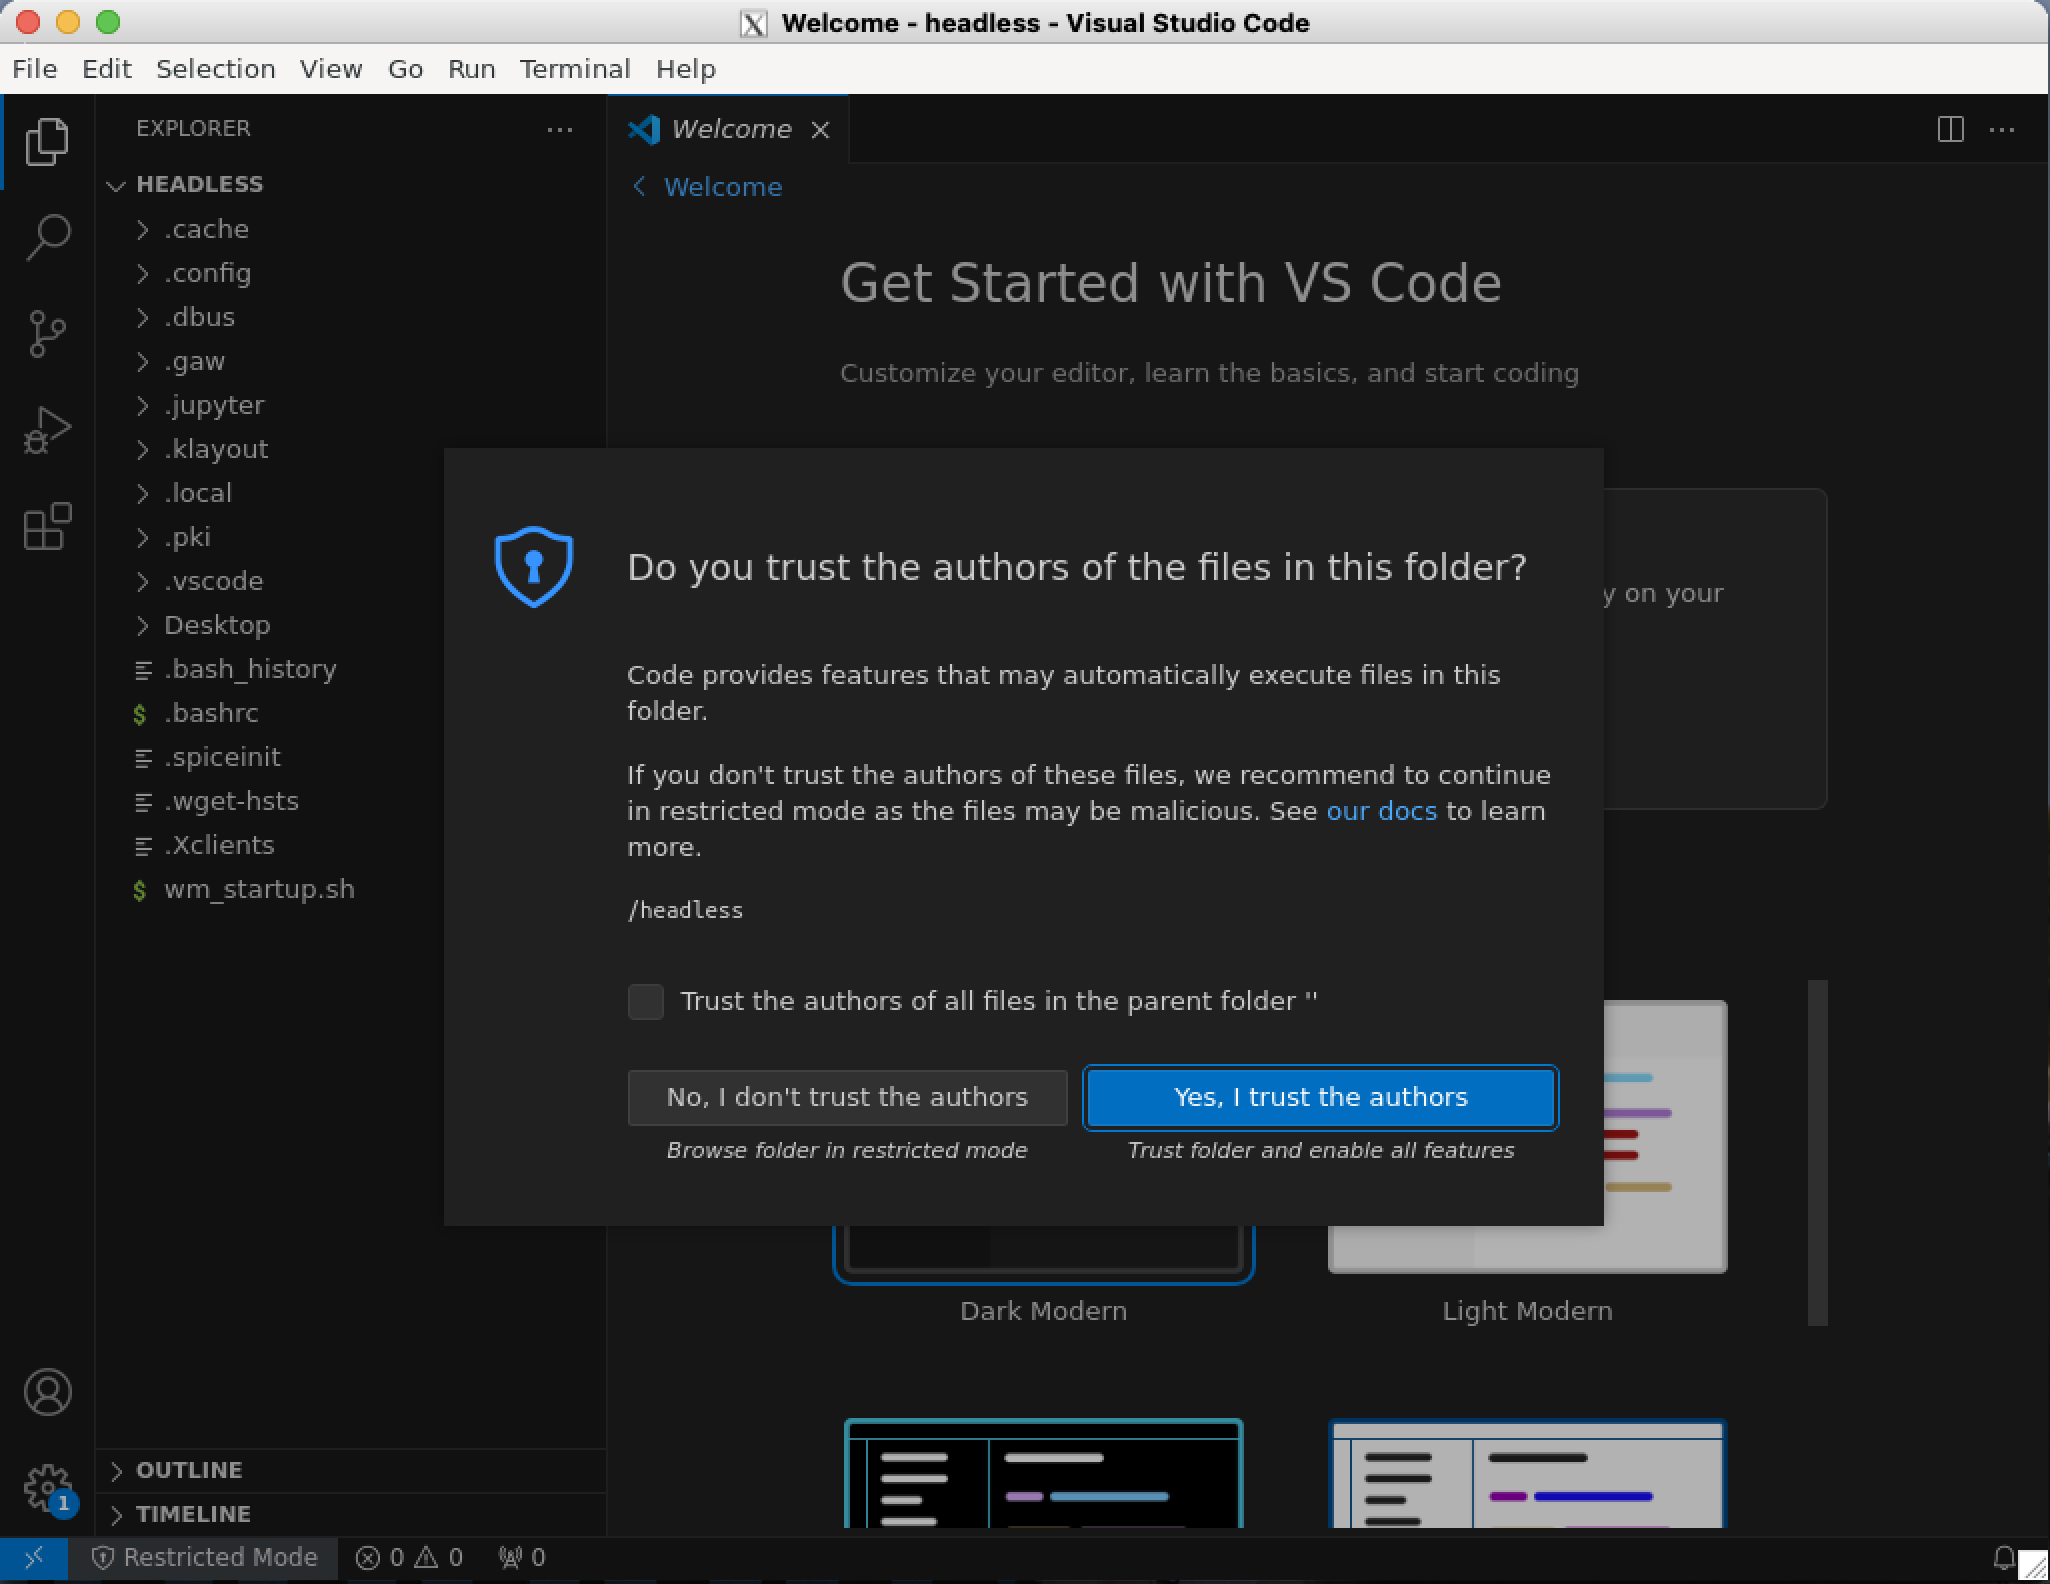 Welcome - headless - Visual Studio Code
File Edit Selection View Go Run Terminal Help
EXPLORER
HEADLESS
.cache
.config
.dbus
.gaw
.jupyter
.klayout
.local
.pki
.vscode
Desktop
.bash_history
$ .bashrc
.spiceinit
.wget-hsts
.Xclients
$ wm_startup.sh
OUTLINE
TIMELINE
Welcome
Welcome
Get Started with VS Code
Customize your editor, learn the basics, and start coding
y on your
Do you trust the authors of the files in this folder?
Code provides features that may automatically execute files in this
folder.
If you don't trust the authors of these files, we recommend to continue
in restricted mode as the files may be malicious. See our docs to learn
more.
/headless
Trust the authors of all files in the parent folder ''
No, I don't trust the authors
Yes, I trust the authors
Browse folder in restricted mode
Trust folder and enable all features
Dark Modern
Light Modern
1
Restricted Mode 0 0 0